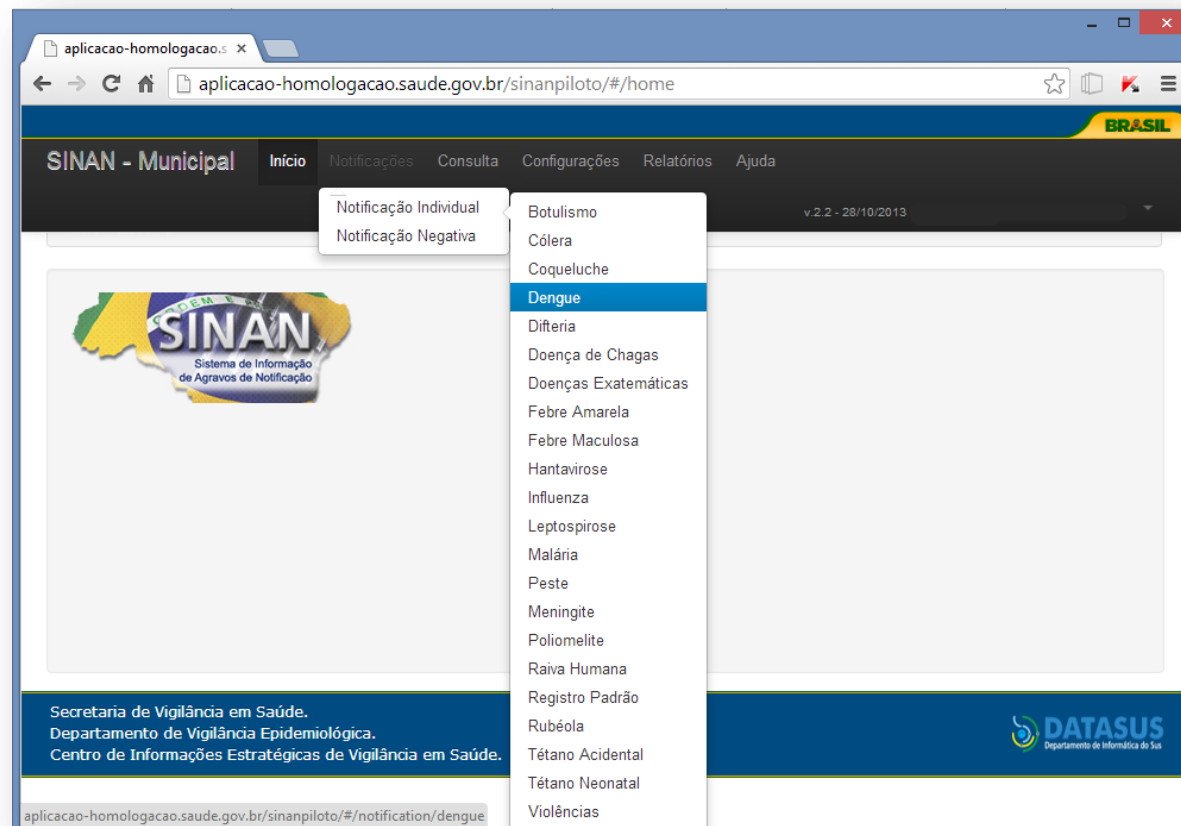 aplicacao-homologacao.s
aplicacao-homologacao.saude.gov.br/sinanpiloto/#/home
BRASIL
SINAN - Municipal Início Notificações Consulta Configurações Relatórios Ajuda
v.2.2 - 28/10/2013
Notificação Individual
Notificação Negativa
Botulismo
Cólera
Coqueluche
Dengue
Difteria
Doença de Chagas
Doenças Exatemáticas
Febre Amarela
Febre Maculosa
Hantavirose
Influenza
Leptospirose
Malária
Peste
Meningite
Poliomelite
Raiva Humana
Registro Padrão
Rubéola
Tétano Acidental
Tétano Neonatal
Violências
SINAN
Sistema de Informação
de Agravos de Notificação
Secretaria de Vigilância em Saúde.
Departamento de Vigilância Epidemiológica.
Centro de Informações Estratégicas de Vigilância em Saúde.
DATASUS
Departamento de Informática do Sus
aplicacao-homologacao.saude.gov.br/sinanpiloto/#/notification/dengue